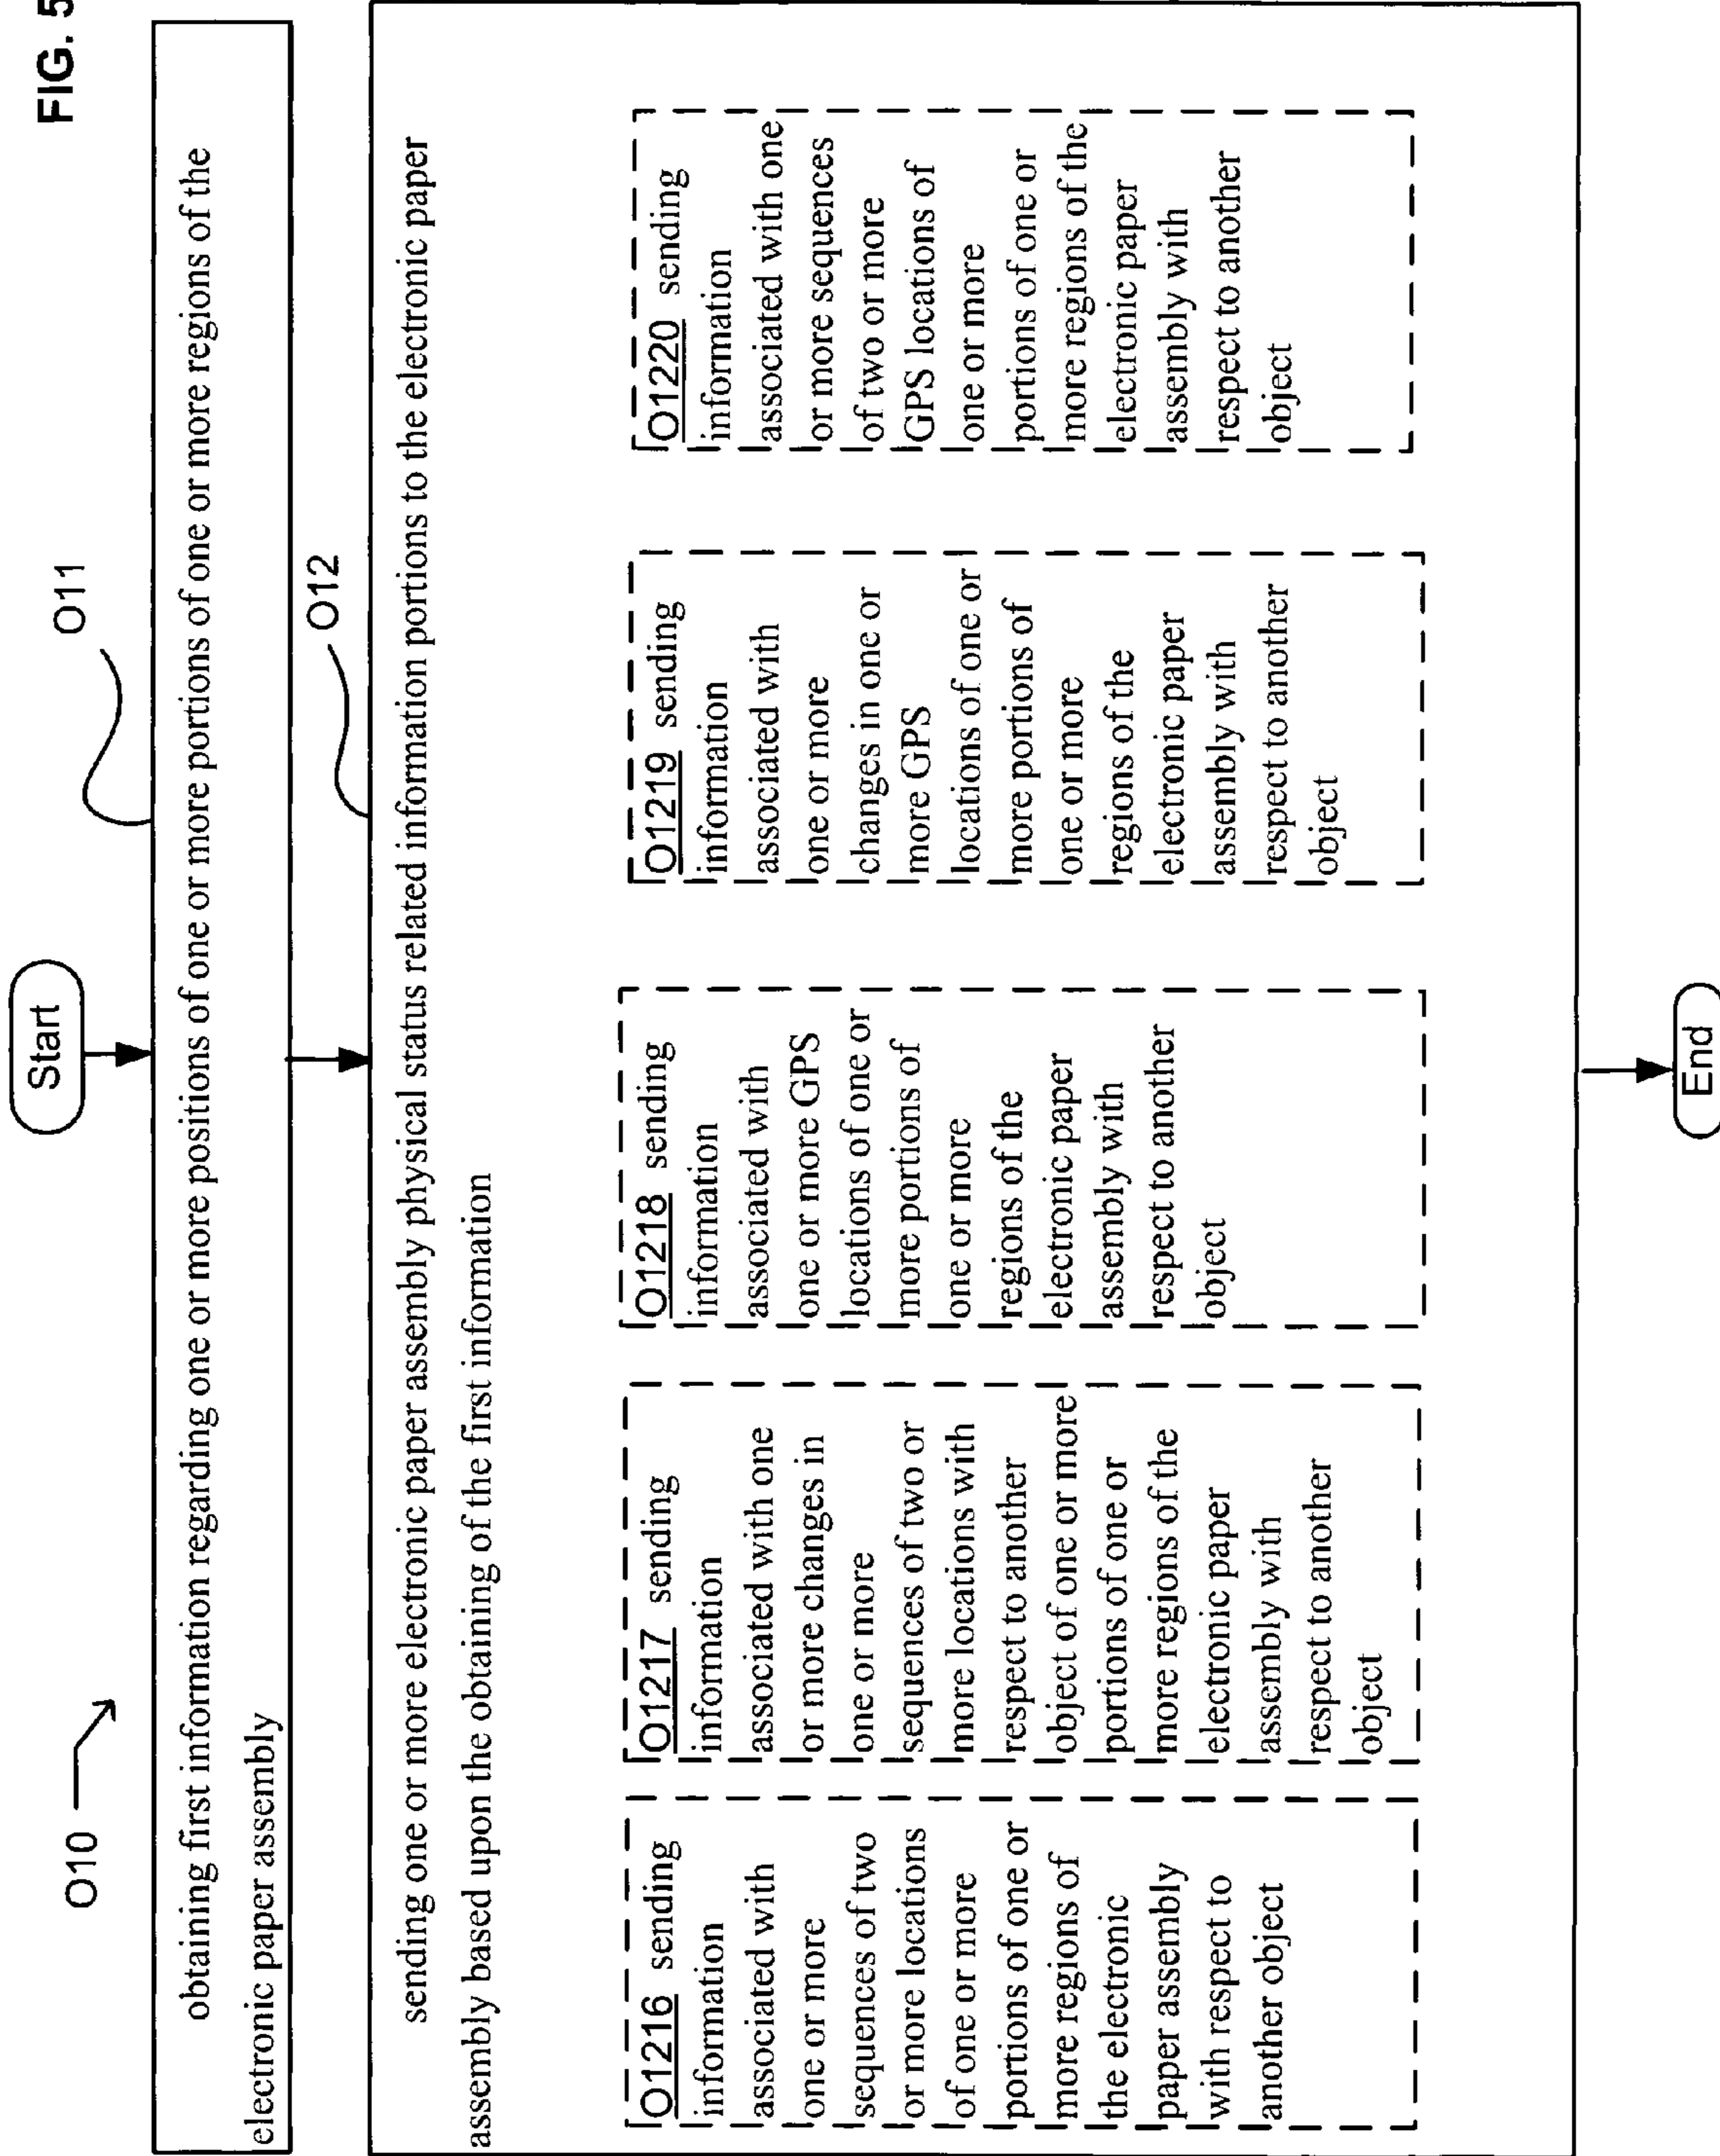 FIG. 5
Start
O10
O11
obtaining first information regarding one or more positions of one or more portions of one or more regions of the
electronic paper assembly
O12
sending one or more electronic paper assembly physical status related information portions to the electronic paper
assembly based upon the obtaining of the first information
O1216 sending
information
associated with
one or more
sequences of two
or more locations
of one or more
portions of one or
more regions of
the electronic
paper assembly
with respect to
another object
O1217 sending
information
associated with one
or more changes in
one or more
sequences of two or
more locations with
respect to another
object of one or more
portions of one or
more regions of the
electronic paper
assembly with
respect to another
object
O1218 sending
information
associated with
one or more GPS
locations of one or
more portions of
one or more
regions of the
electronic paper
assembly with
respect to another
object
O1219 sending
information
associated with
one or more
changes in one or
more GPS
locations of one or
more portions of
one or more
regions of the
electronic paper
assembly with
respect to another
object
O1220 sending
information
associated with one
or more sequences
of two or more
GPS locations of
one or more
portions of one or
more regions of the
electronic paper
assembly with
respect to another
object
End